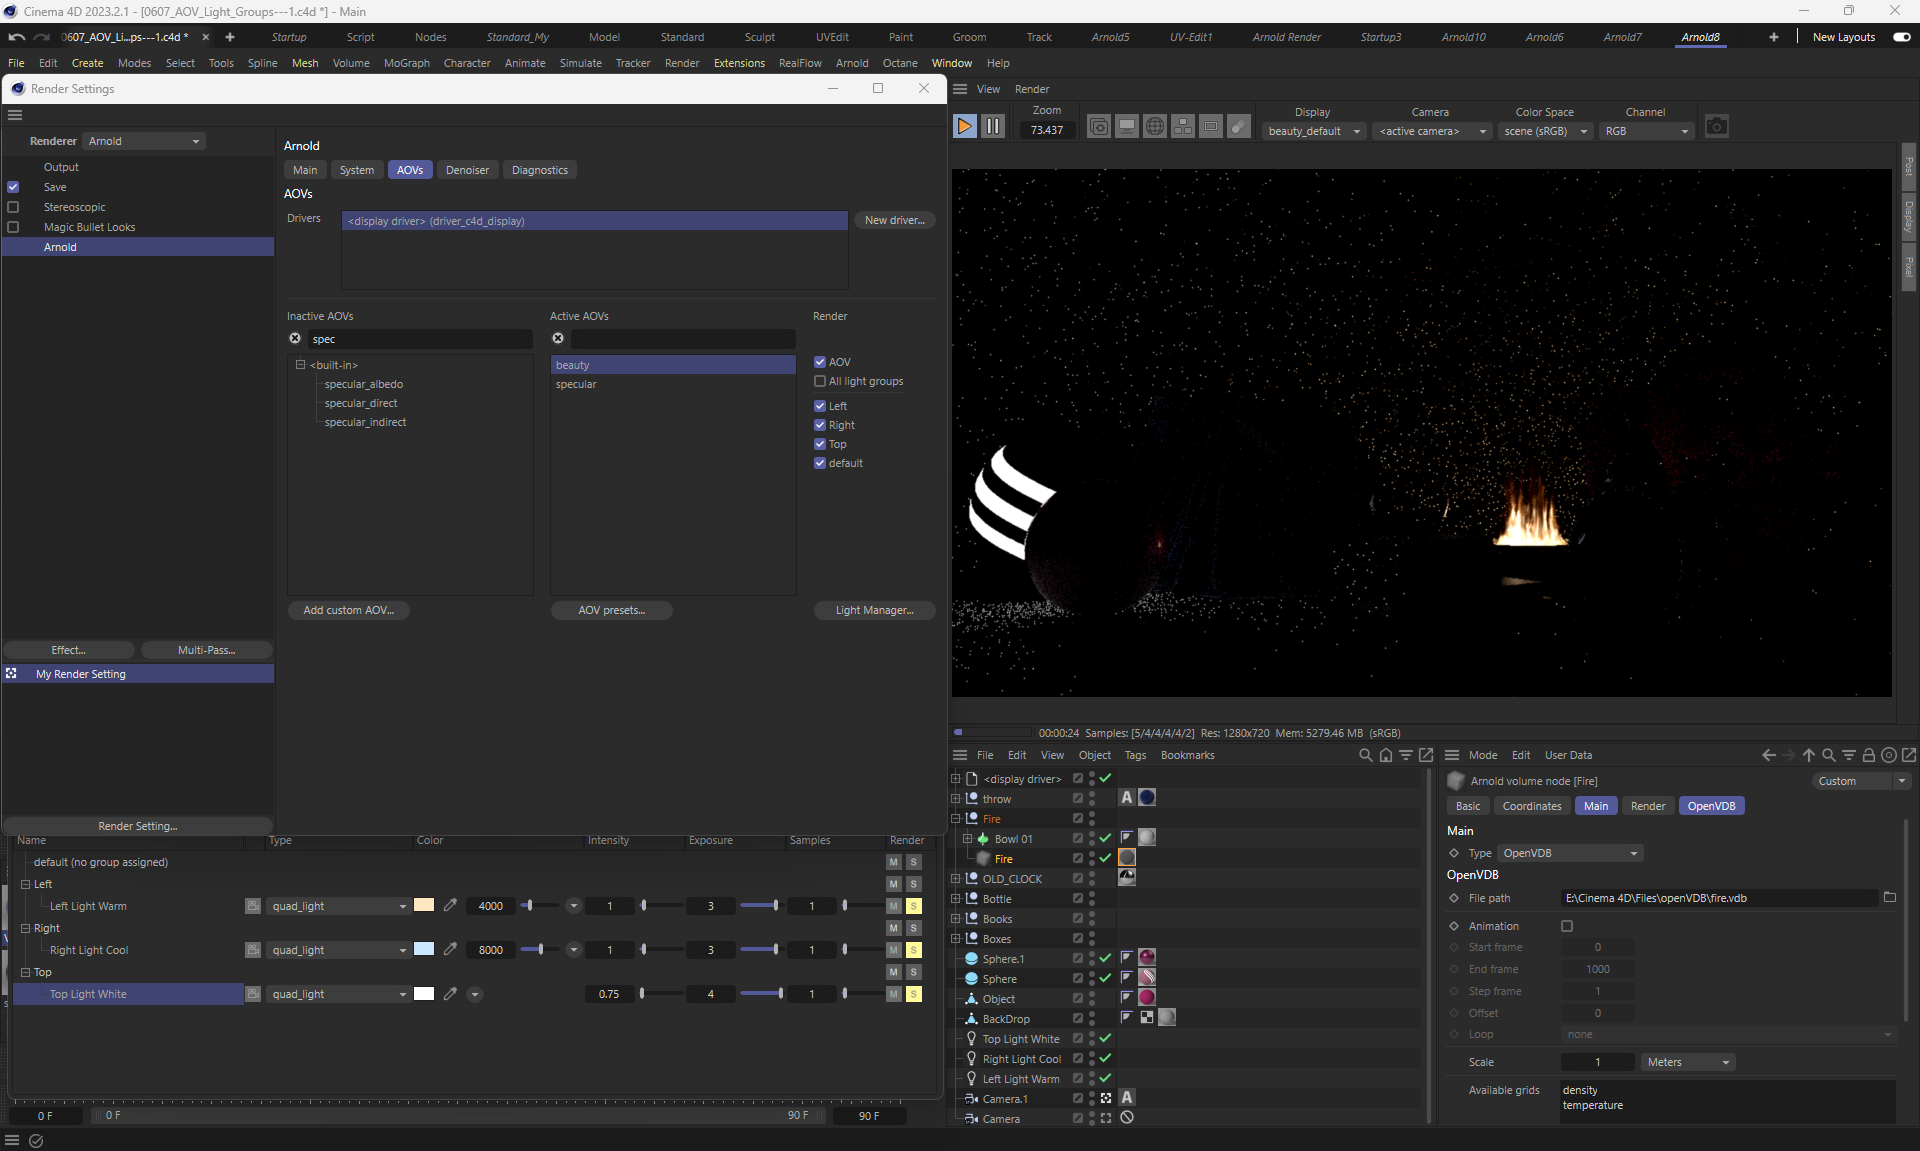 Cinema 4D 2023.2.1 - [0607_AOV_Light_Groups---1.c4d *] - Main
0607_AOV_Li...ps---1.c4d * Startup Script Nodes Standard_My Model Standard Sculpt UVEdit Paint Groom Track Arnold5 UV-Edit1 Arnold Render Startup3 Arnold10 Arnold6 Arnold7 Arnold8 New Layouts
File Edit Create Modes Select Tools Spline Mesh Volume MoGraph Character Animate Simulate Tracker Render Extensions RealFlow Arnold Octane Window Help
Render Settings
Renderer Arnold
Output
Save
Stereoscopic
Magic Bullet Looks
Arnold
Effect... Multi-Pass...
My Render Setting
Render Setting...
Arnold
Main System AOVs Denoiser Diagnostics
AOVs
Drivers <display driver> (driver_c4d_display) New driver...
Inactive AOVs Active AOVs Render
spec
<built-in>
specular_albedo
specular_direct
specular_indirect
beauty
specular
AOV
All light groups
Left
Right
Top
default
Add custom AOV... AOV presets... Light Manager...
View Render
Zoom Display Camera Color Space Channel
73.437 beauty_default <active camera> scene (sRGB) RGB
Post
Display
Pixel
00:00:24 Samples: [5/4/4/4/4/2] Res: 1280x720 Mem: 5279.46 MB (sRGB)
Name Type Color Intensity Exposure Samples Render
default (no group assigned) M S
Left M S
Left Light Warm quad_light 4000 1 3 1 M S
Right M S
Right Light Cool quad_light 8000 1 3 1 M S
Top M S
Top Light White quad_light 0.75 4 1 M S
0 F 0 F 90 F 90 F
File Edit View Object Tags Bookmarks
<display driver>
throw A
Fire
Bowl 01
Fire
OLD_CLOCK
Bottle
Books
Boxes
Sphere.1
Sphere
Object
BackDrop
Top Light White
Right Light Cool
Left Light Warm
Camera.1 A
Camera
Mode Edit User Data
Arnold volume node [Fire] Custom
Basic Coordinates Main Render OpenVDB
Main
Type OpenVDB
OpenVDB
File path E:\Cinema 4D\Files\openVDB\fire.vdb
Animation
Start frame 0
End frame 1000
Step frame 1
Offset 0
Loop none
Scale 1 Meters
Available grids density
temperature